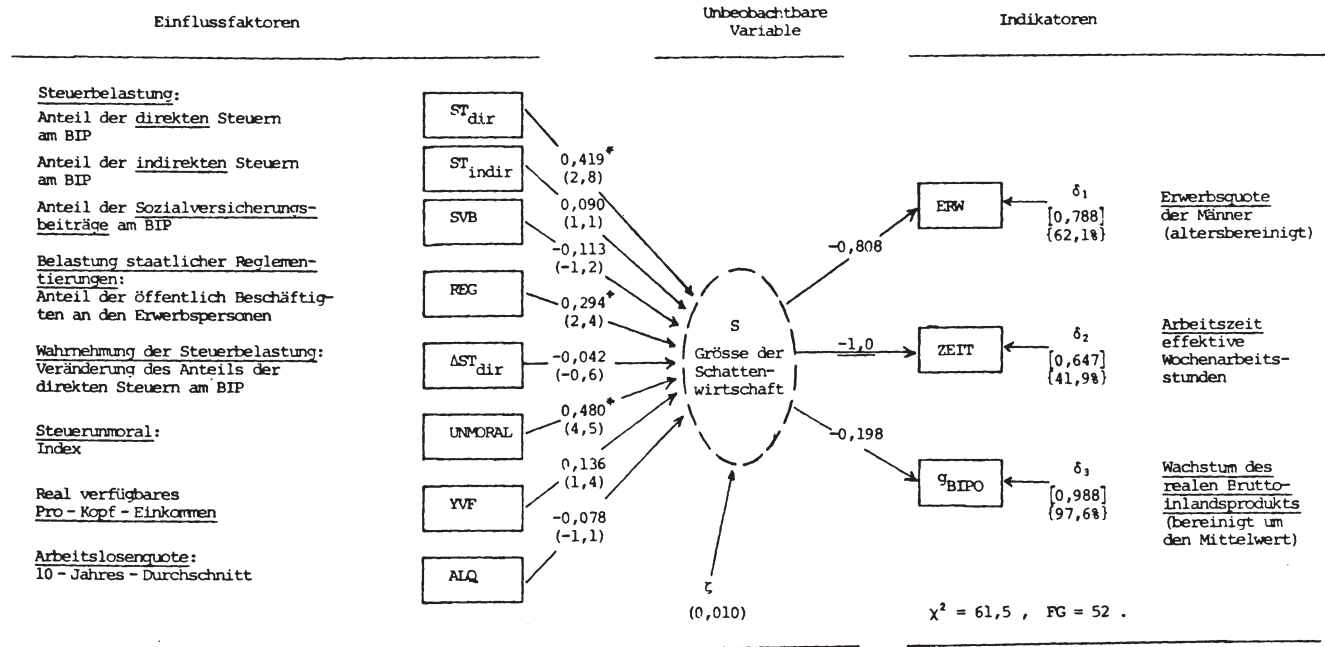 Einflussfaktoren
Unbeobachtbare
Variable
Indikatoren
Steuerbelastung:
Anteil der direkten Steuern
am BIP
Anteil der indirekten Steuern
am BIP
Anteil der Sozialversicherungs-
beiträge am BIP
Belastung staatlicher Reglemen-
tierungen:
Anteil der öffentlich Beschäftig-
ten an den Erwerbspersonen
Wahrnehmung der Steuerbelastung:
Veränderung des Anteils der
direkten Steuern am BIP
Steuerunmoral:
Index
Real verfügbares
Pro-Kopf-Einkommen
Arbeitslosenquote:
10-Jahres-Durchschnitt
STdir
STindir
SVB
REG
ΔSTdir
UNMORAL
YVF
ALQ
0,419*
(2,8)
0,090
(1,1)
-0,113
(-1,2)
0,294*
(2,4)
-0,042
(-0,6)
0,480*
(4,5)
0,136
(1,4)
-0,078
(-1,1)
S
Grösse der
Schatten-
wirtschaft
ζ
(0,010)
-0,808
-1,0
-0,198
ERW
ZEIT
gBIPO
δ1
[0,788]
{62,1%}
δ2
[0,647]
{41,9%}
δ3
[0,988]
{97,6%}
Erwerbsquote
der Männer
(altersbereinigt)
Arbeitszeit
effektive
Wochenarbeits-
stunden
Wachstum des
realen Brutto-
inlandsprodukts
(bereinigt um
den Mittelwert)
χ² = 61,5 , FG = 52 .